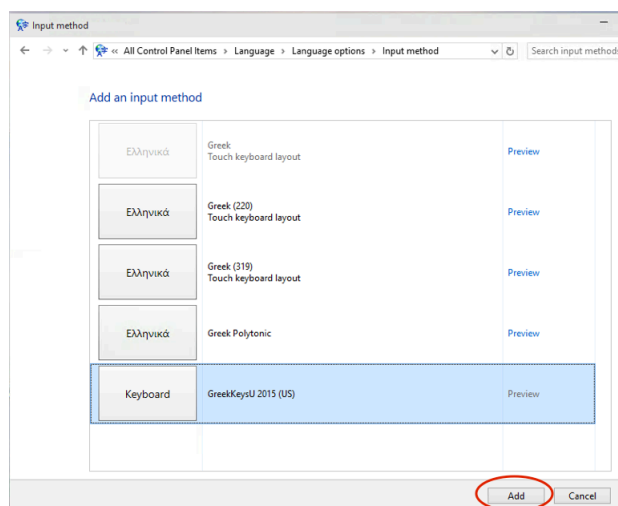 Input method
« All Control Panel Items › Language › Language options › Input method
Search input method
Add an input method
Ελληνικά
Greek
Touch keyboard layout
Preview
Ελληνικά
Greek (220)
Touch keyboard layout
Preview
Ελληνικά
Greek (319)
Touch keyboard layout
Preview
Ελληνικά
Greek Polytonic
Preview
Keyboard
GreekKeysU 2015 (US)
Preview
Add
Cancel